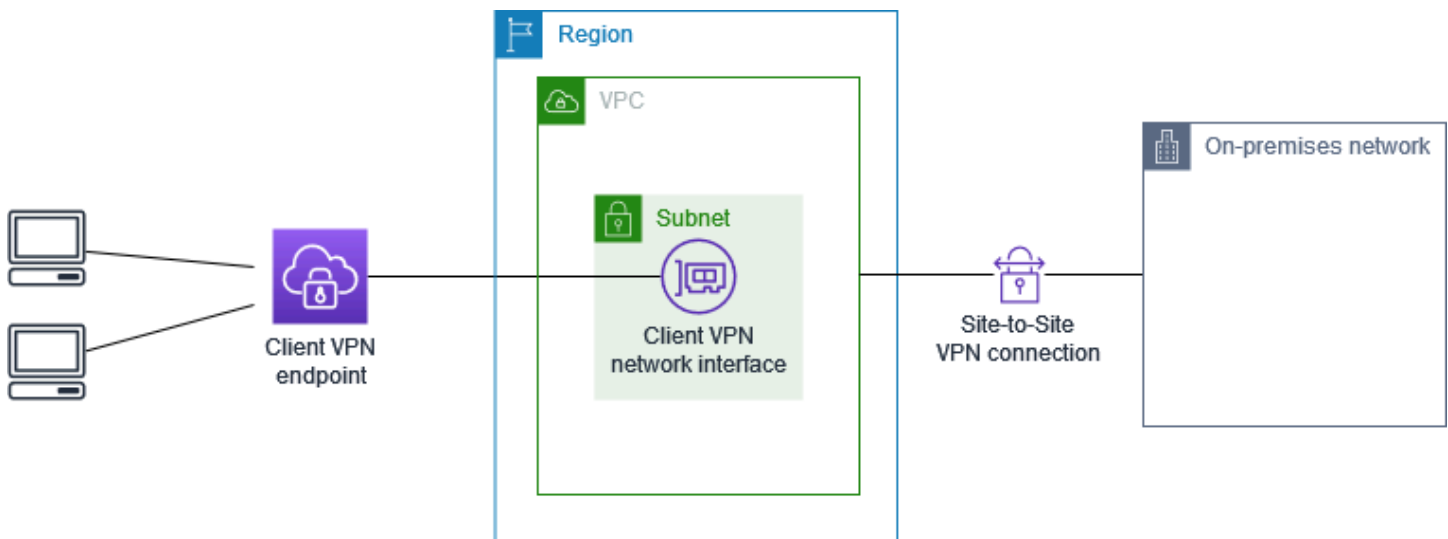 Region
VPC
On-premises network
Subnet
Client VPN
endpoint
Client VPN
network interface
Site-to-Site
VPN connection